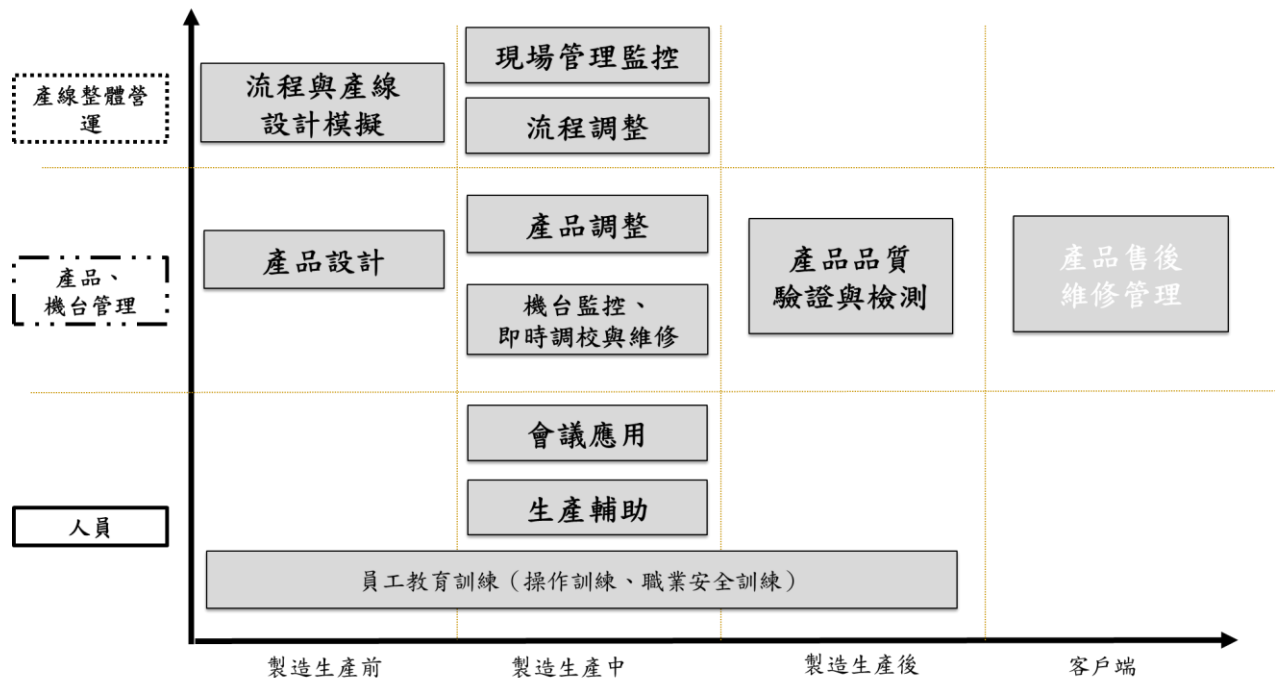 現場管理監控
流程與產線
設計模擬
產線整體營
運
流程調整
產品調整
產品設計
產品品質
驗證與檢測
產品售後
維修管理
產品、
機台管理
機台監控、
即時調校與維修
會議應用
生產輔助
人員
員工教育訓練（操作訓練、職業安全訓練）
製造生產前
製造生產中
製造生產後
客戶端